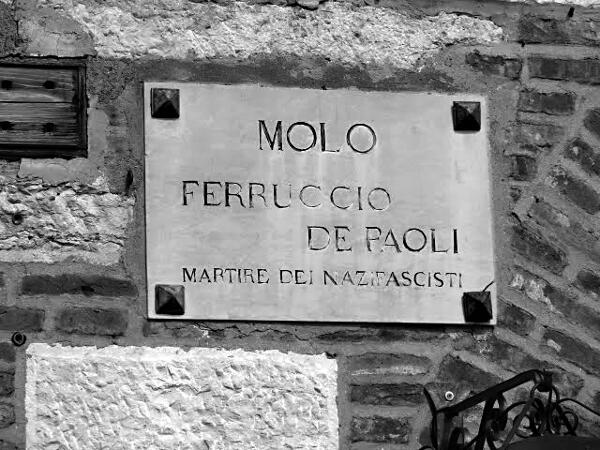 MOLO
FERRUCCIO
DE PAOLI
MARTIRE DEI NAZIFASCISTI